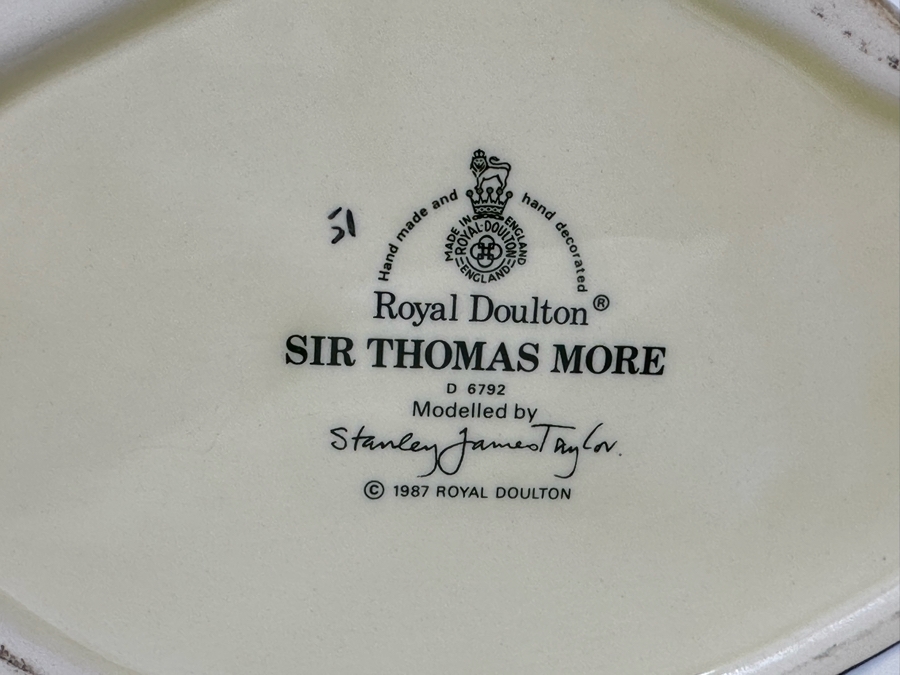 Hand made and hand decorated
MADE IN ENGLAND
ROYAL·DOULTON
ENGLAND
Royal Doulton®
SIR THOMAS MORE
D 6792
Modelled by
Stanley James Taylor.
© 1987 ROYAL DOULTON